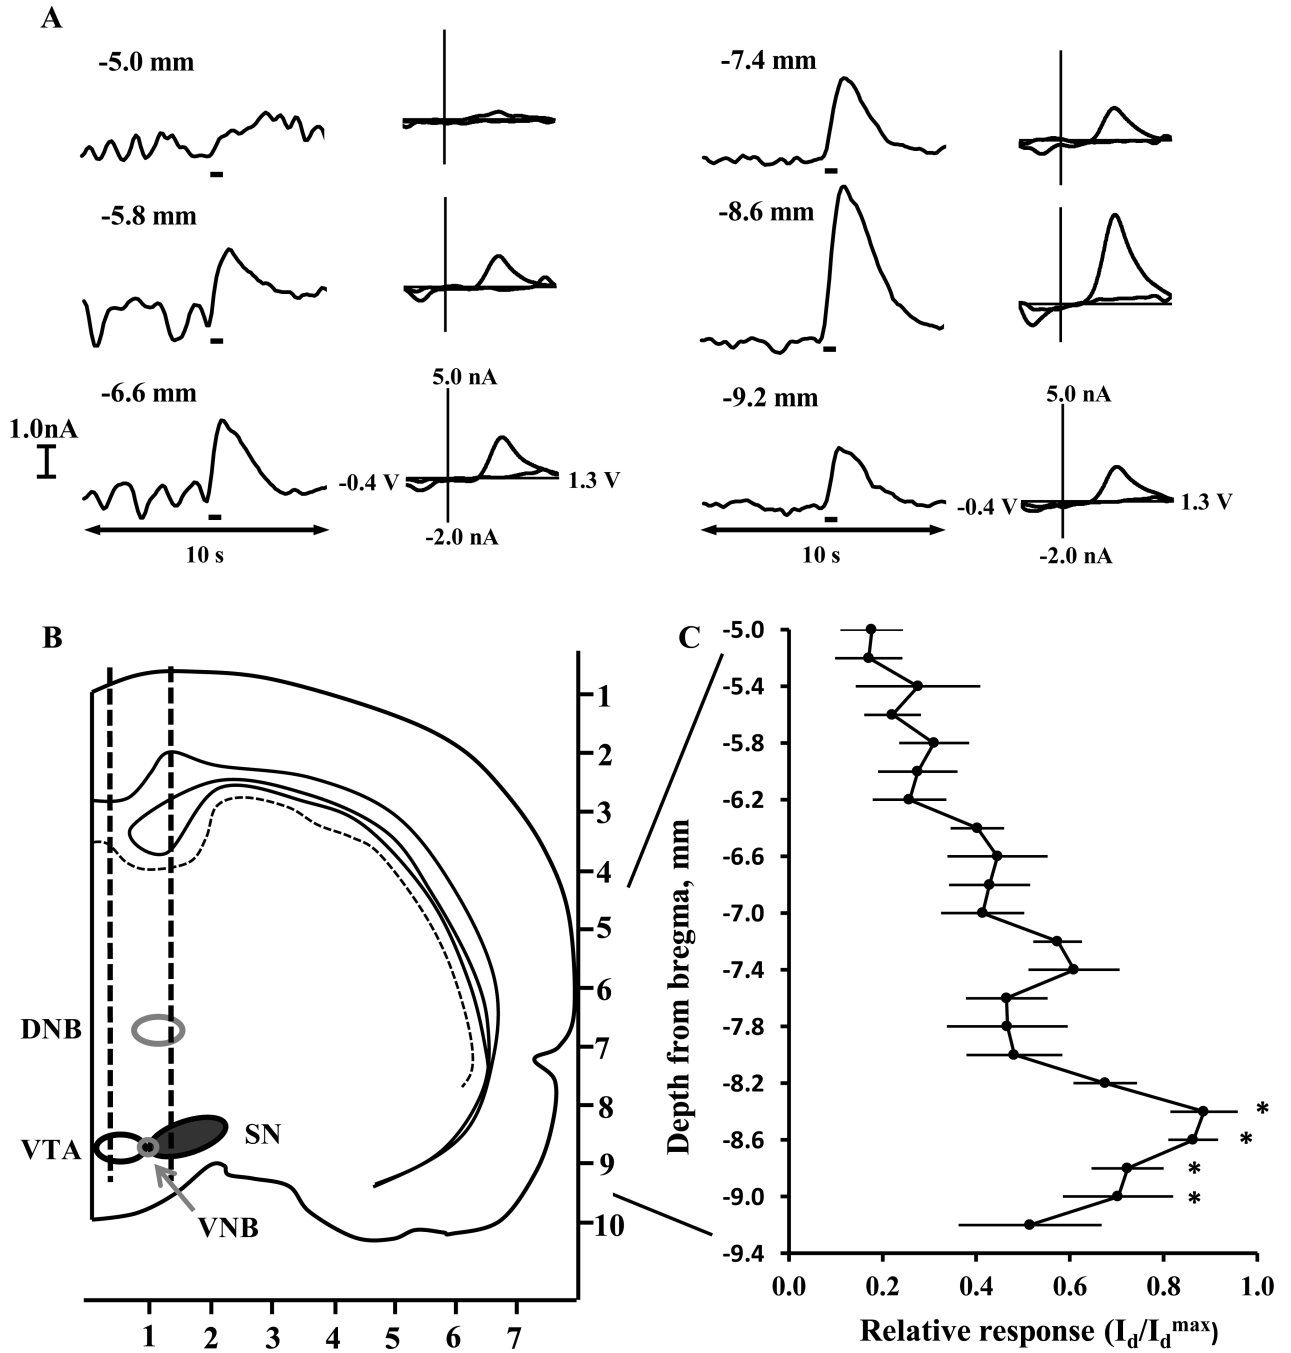 A
-5.0 mm
-7.4 mm
-5.8 mm
-8.6 mm
-6.6 mm
5.0 nA
-9.2 mm
5.0 nA
1.0nA
-0.4 V
1.3 V
-0.4 V
1.3 V
10 s
-2.0 nA
10 s
-2.0 nA
B
1
2
3
4
5
6
7
8
9
10
DNB
VTA
SN
VNB
1
2
3
4
5
6
7
C
-5.0
-5.4
-5.8
-6.2
-6.6
-7.0
-7.4
-7.8
-8.2
-8.6
-9.0
-9.4
Depth from bregma, mm
*
*
*
*
0.0
0.2
0.4
0.6
0.8
1.0
Relative response (Id/Idmax)